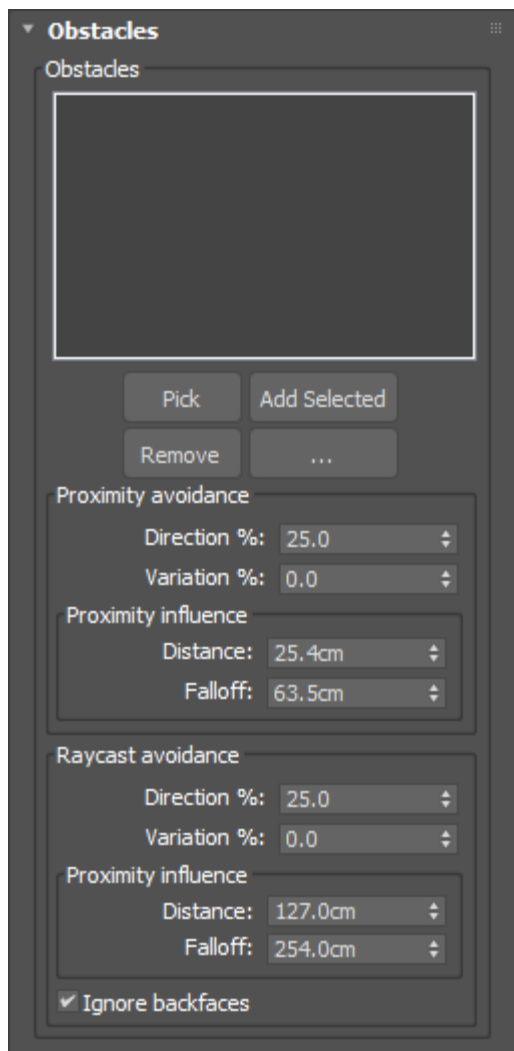 Obstacles
Obstacles
Pick Add Selected
Remove ...
Proximity avoidance
Direction %: 25.0
Variation %: 0.0
Proximity influence
Distance: 25.4cm
Falloff: 63.5cm
Raycast avoidance
Direction %: 25.0
Variation %: 0.0
Proximity influence
Distance: 127.0cm
Falloff: 254.0cm
Ignore backfaces